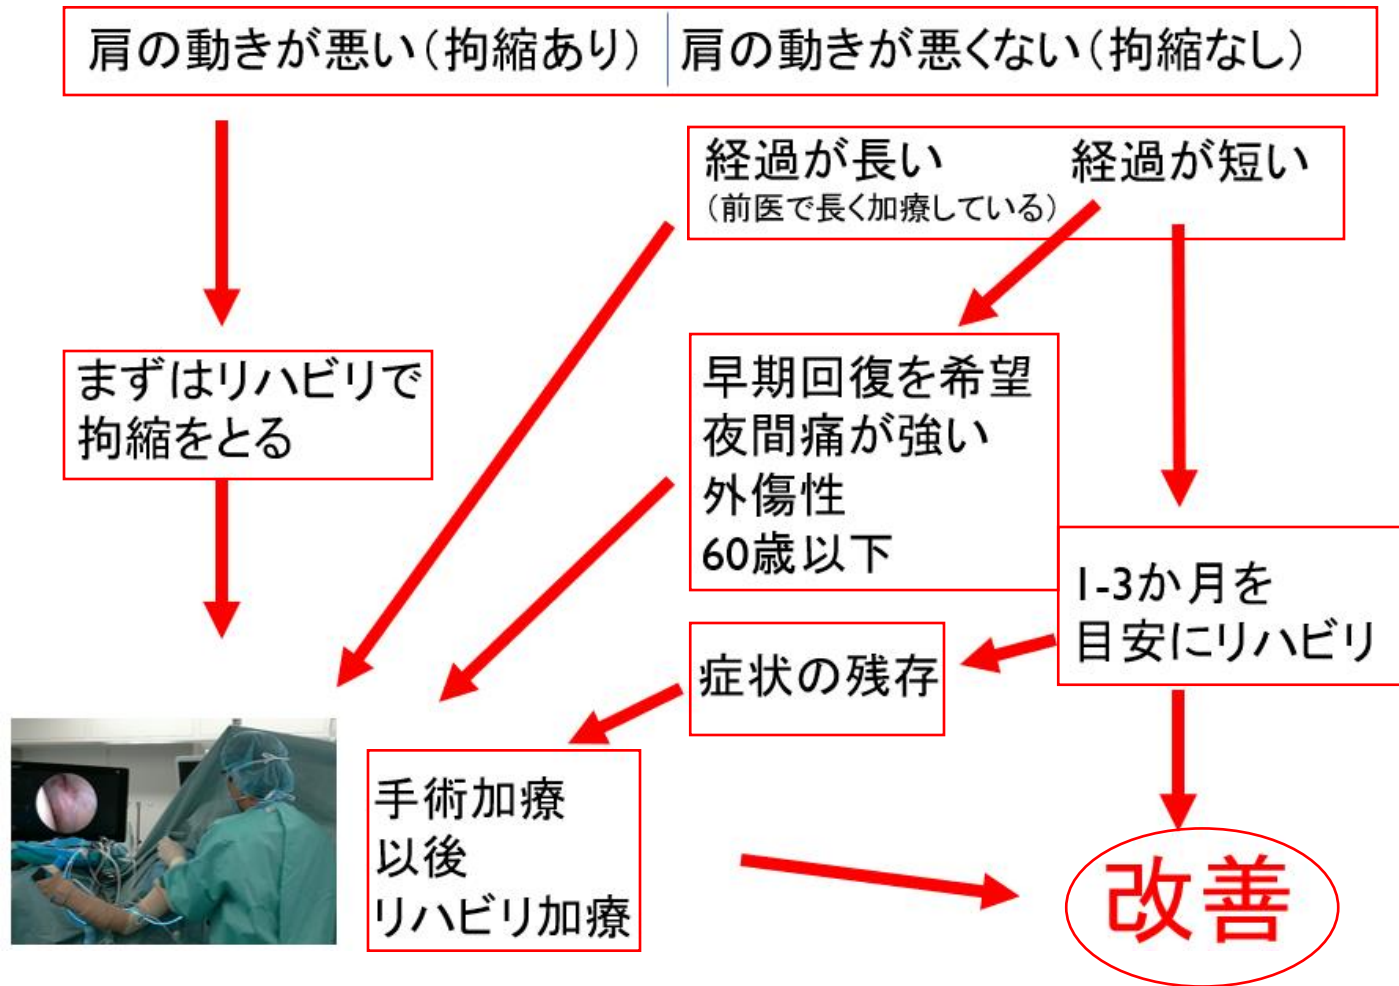 肩の動きが悪い（拘縮あり） 肩の動きが悪くない（拘縮なし）
経過が長い 経過が短い
（前医で長く加療している）
まずはリハビリで
拘縮をとる
早期回復を希望
夜間痛が強い
外傷性
60歳以下
1-3か月を
目安にリハビリ
症状の残存
手術加療
以後
リハビリ加療
改善